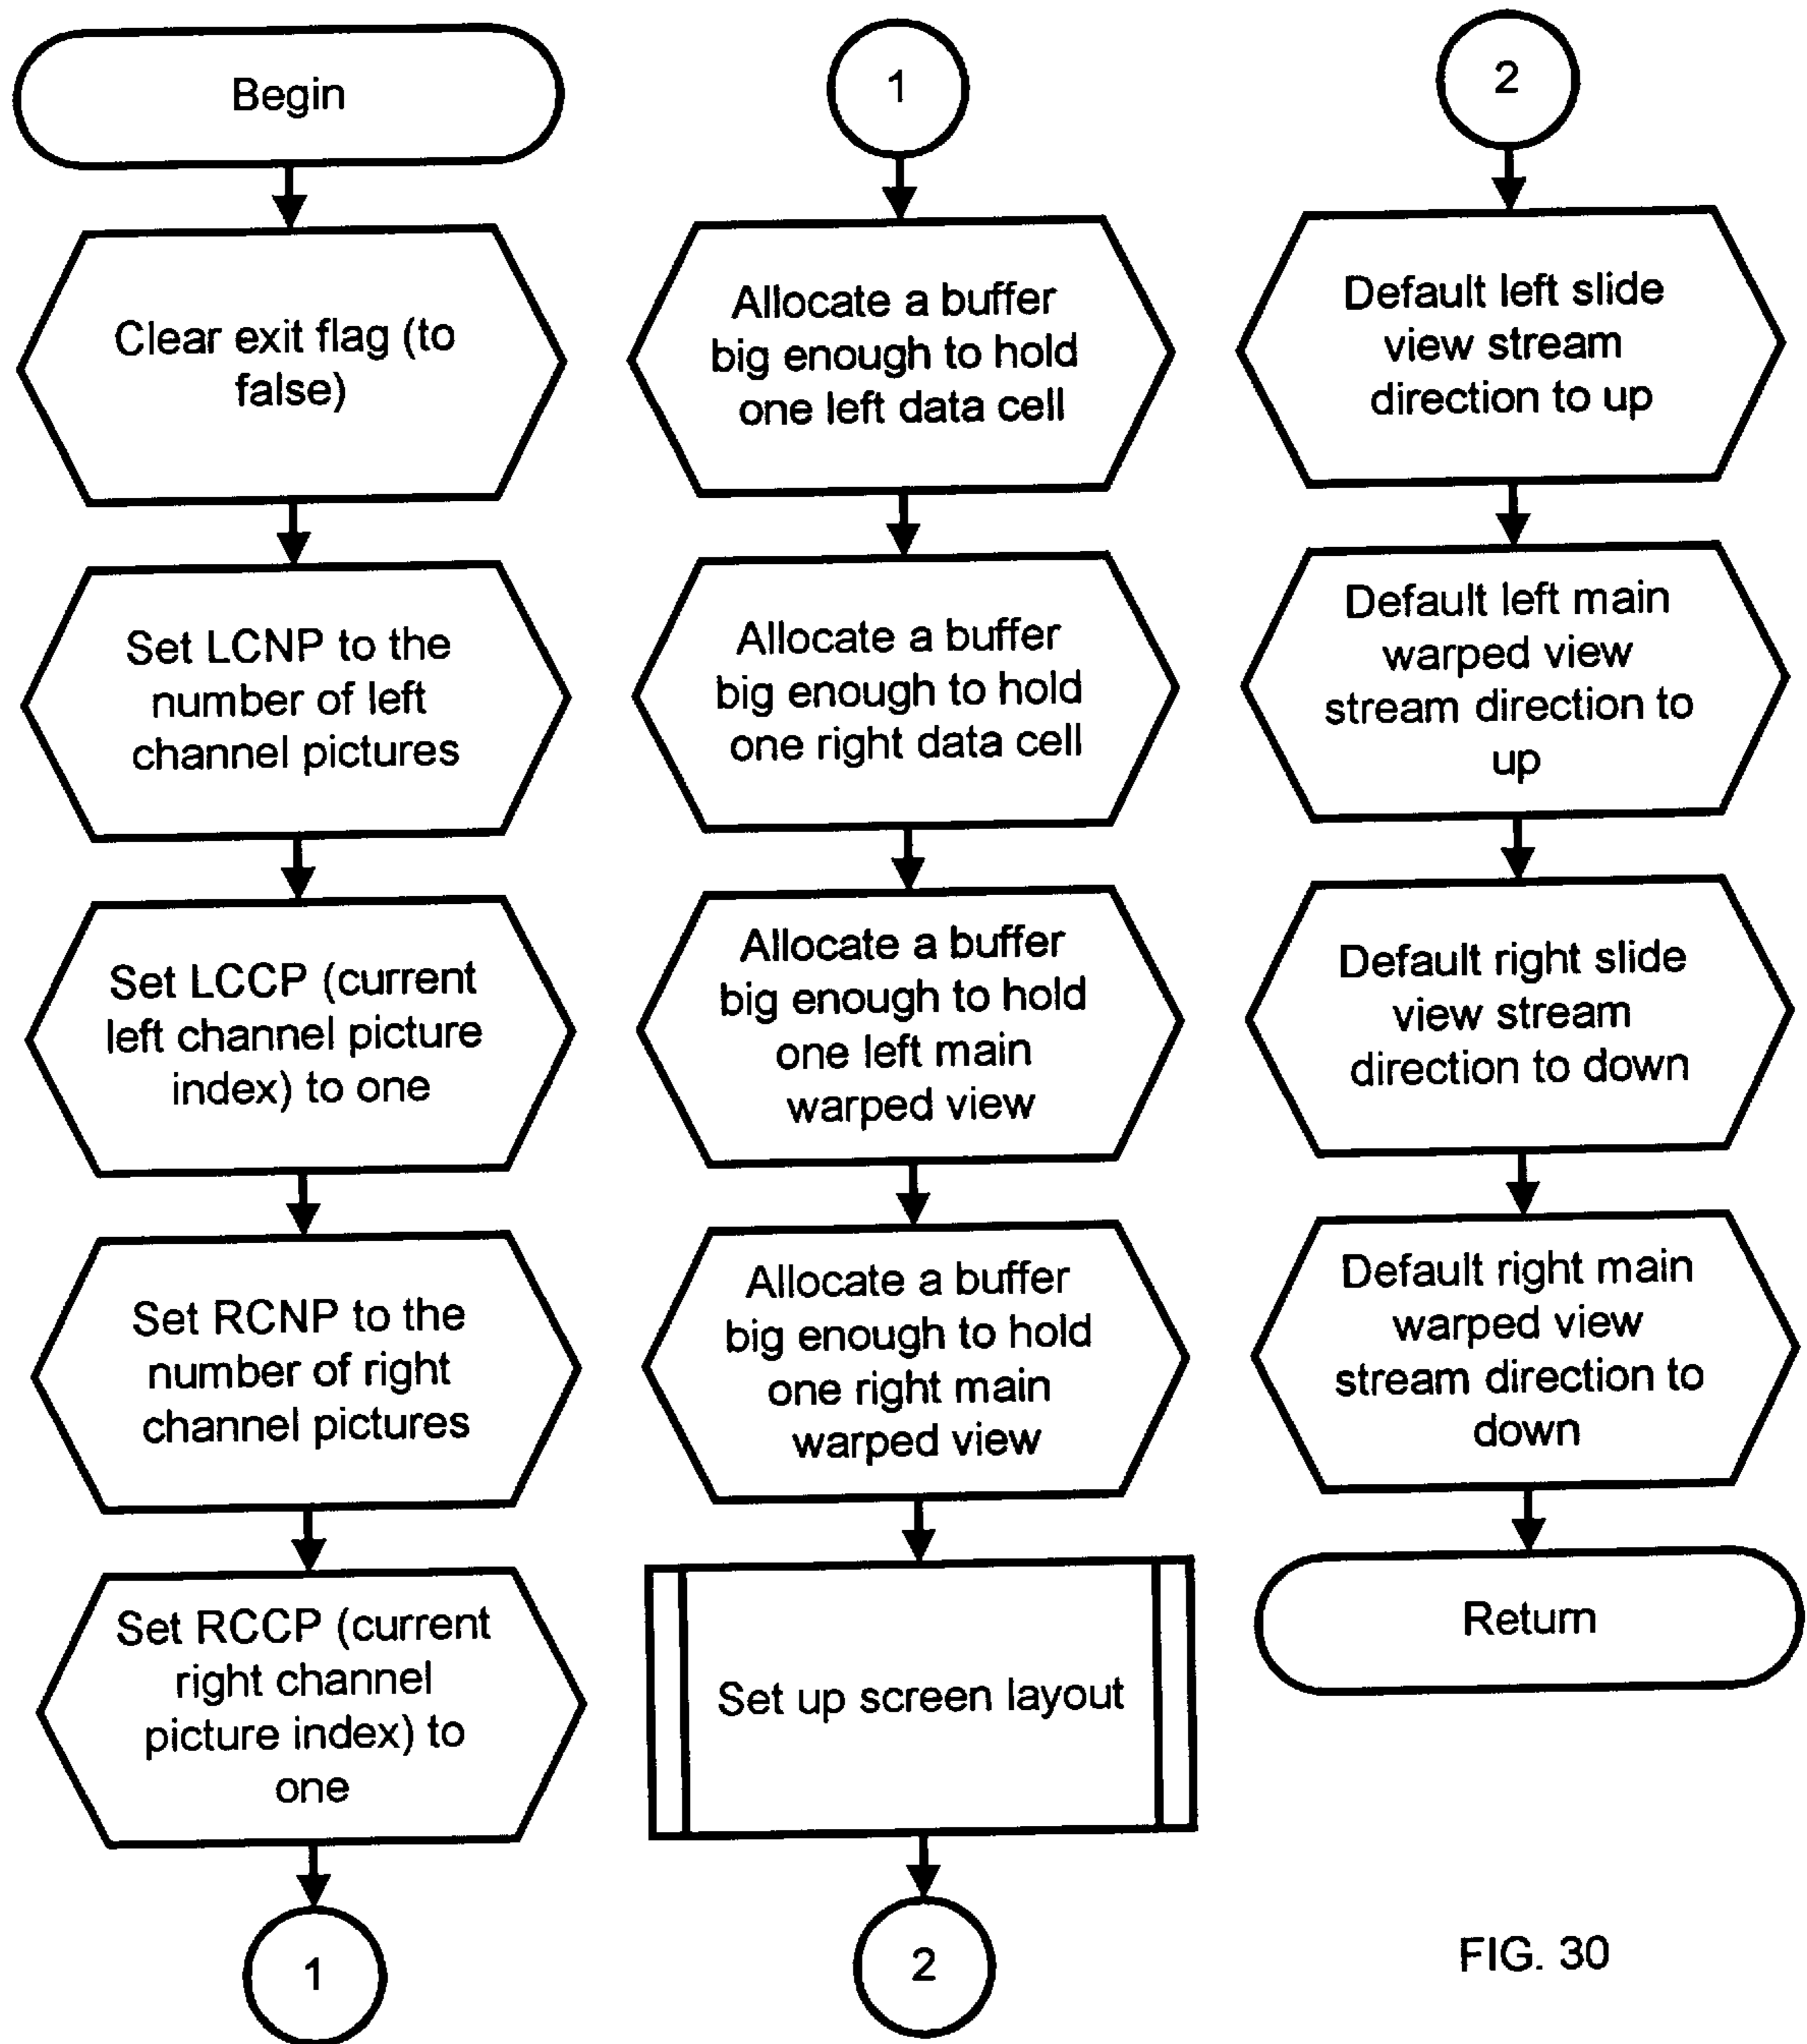 Begin
Clear exit flag (to
false)
Set LCNP to the
number of left
channel pictures
Set LCCP (current
left channel picture
index) to one
Set RCNP to the
number of right
channel pictures
Set RCCP (current
right channel
picture index) to
one
1
1
Allocate a buffer
big enough to hold
one left data cell
Allocate a buffer
big enough to hold
one right data cell
Allocate a buffer
big enough to hold
one left main
warped view
Allocate a buffer
big enough to hold
one right main
warped view
Set up screen layout
2
2
Default left slide
view stream
direction to up
Default left main
warped view
stream direction to
up
Default right slide
view stream
direction to down
Default right main
warped view
stream direction to
down
Return
FIG. 30